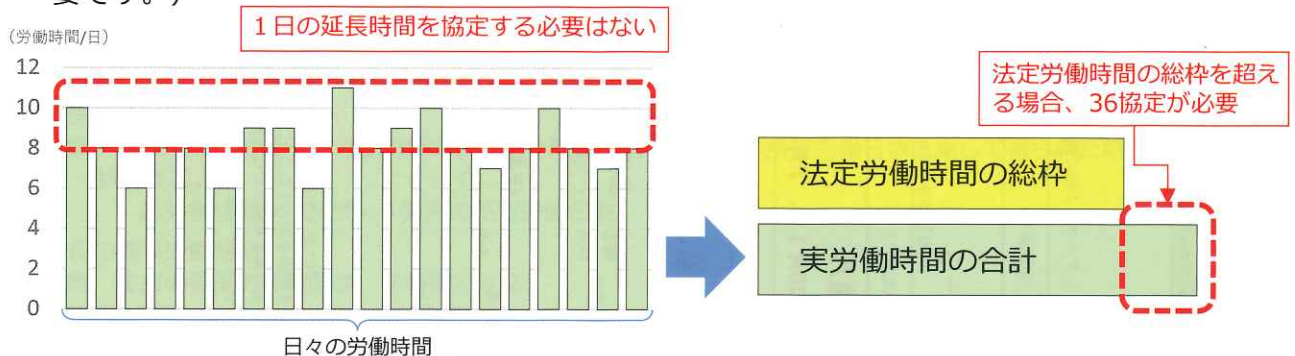 要です。)
(労働時間/日)
1日の延長時間を協定する必要はない
12
10
8
6
4
2
0
日々の労働時間
法定労働時間の総枠を超え
る場合、36協定が必要
法定労働時間の総枠
実労働時間の合計